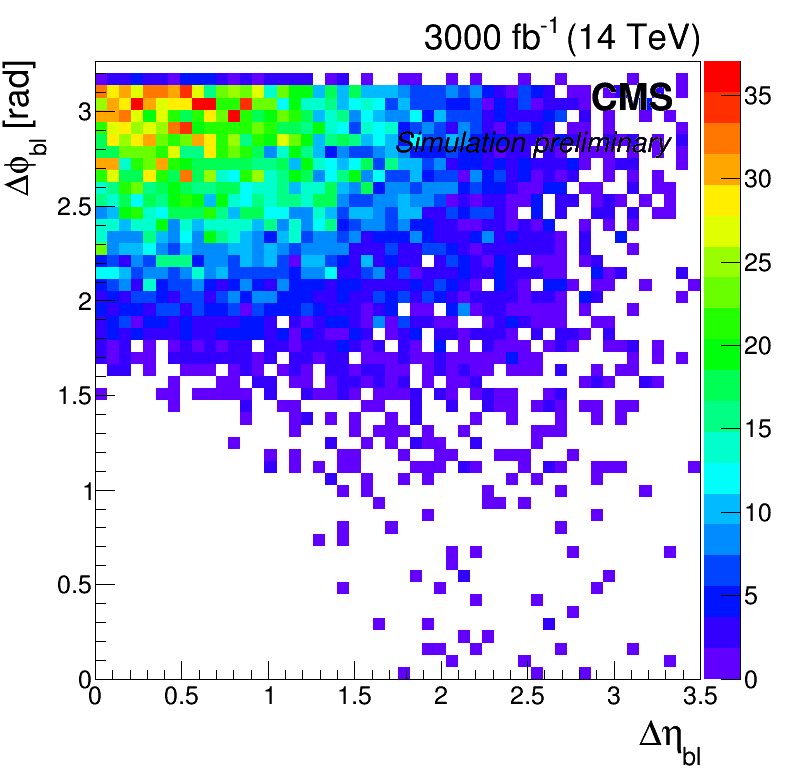 3000 fb⁻¹ (14 TeV)
CMS
Simulation preliminary
Δϕ_bl [rad]
3
2.5
2
1.5
1
0.5
0
0 0.5 1 1.5 2 2.5 3 3.5
Δη_bl
35
30
25
20
15
10
5
0